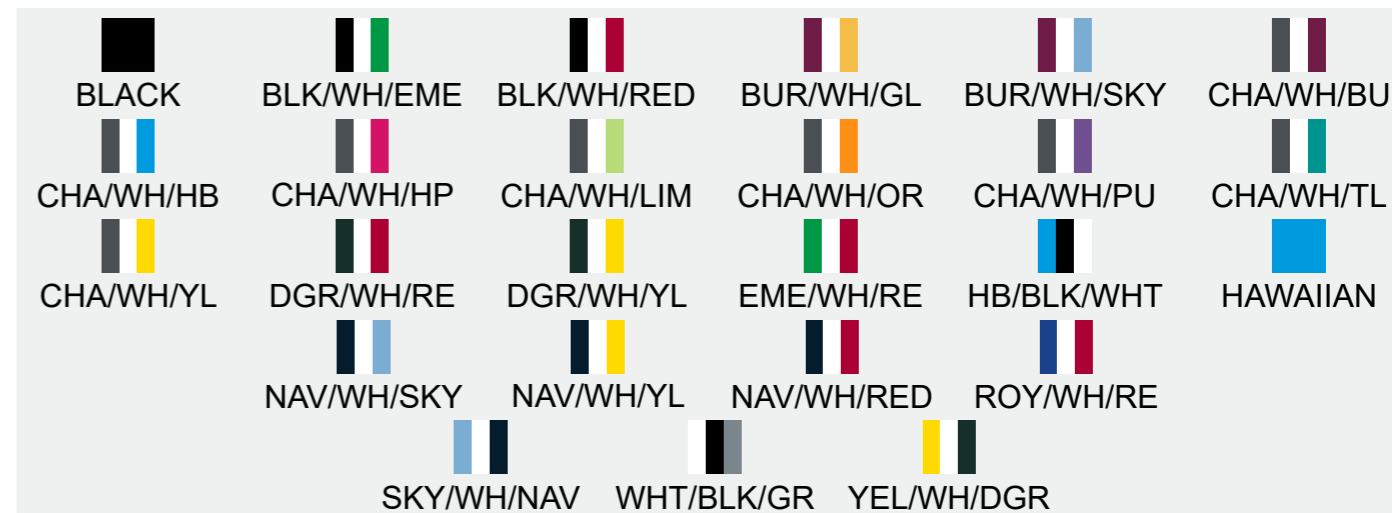 BLACK BLK/WH/EME BLK/WH/RED BUR/WH/GL BUR/WH/SKY CHA/WH/BU
CHA/WH/HB CHA/WH/HP CHA/WH/LIM CHA/WH/OR CHA/WH/PU CHA/WH/TL
CHA/WH/YL DGR/WH/RE DGR/WH/YL EME/WH/RE HB/BLK/WHT HAWAIIAN
NAV/WH/SKY NAV/WH/YL NAV/WH/RED ROY/WH/RE
SKY/WH/NAV WHT/BLK/GR YEL/WH/DGR